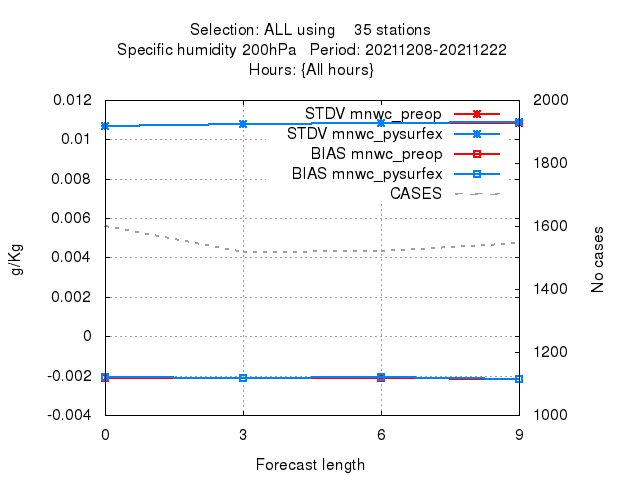 Selection: ALL using    35 stations
Specific humidity 200hPa   Period: 20211208-20211222
Hours: {All hours}
0.012
0.01
0.008
0.006
0.004
0.002
0
-0.002
-0.004
2000
1800
1600
1400
1200
1000
STDV mnwc_preop
STDV mnwc_pysurfex
BIAS mnwc_preop
BIAS mnwc_pysurfex
CASES
g/Kg
No cases
0 3 6 9
Forecast length